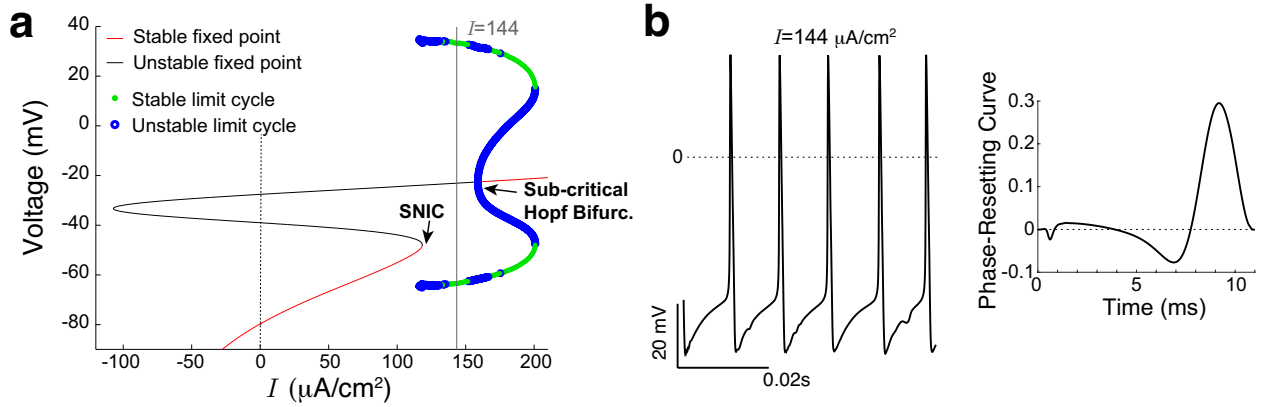 a
Voltage (mV)
40
20
0
-20
-40
-60
-80
Stable fixed point
Unstable fixed point
Stable limit cycle
Unstable limit cycle
I=144
SNIC
Sub-critical
Hopf Bifurc.
-100
-50
0
50
100
150
200
I (μA/cm²)
b
I=144 μA/cm²
0
20 mV
0.02s
Phase-Resetting Curve
0.3
0.2
0.1
0
-0.1
0
5
10
Time (ms)